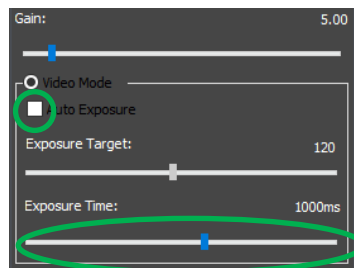 Gain: 5.00
Video Mode
Auto Exposure
Exposure Target: 120
Exposure Time: 1000ms